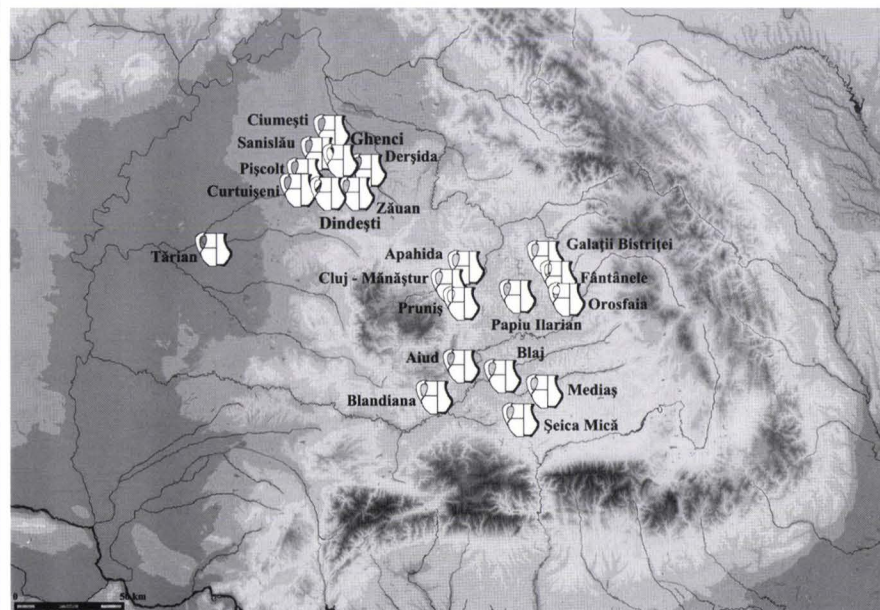 Ciumești
Ghenci
Sanislău
Derșida
Pișcolt
Curtuișeni
Zăuan
Dindești
Tărian
Apahida
Galații Bistriței
Cluj - Mănăștur
Fântânele
Pruniș
Orosfaia
Papiu Ilarian
Aiud
Blaj
Mediaș
Blandiana
Șeica Mică
50 km